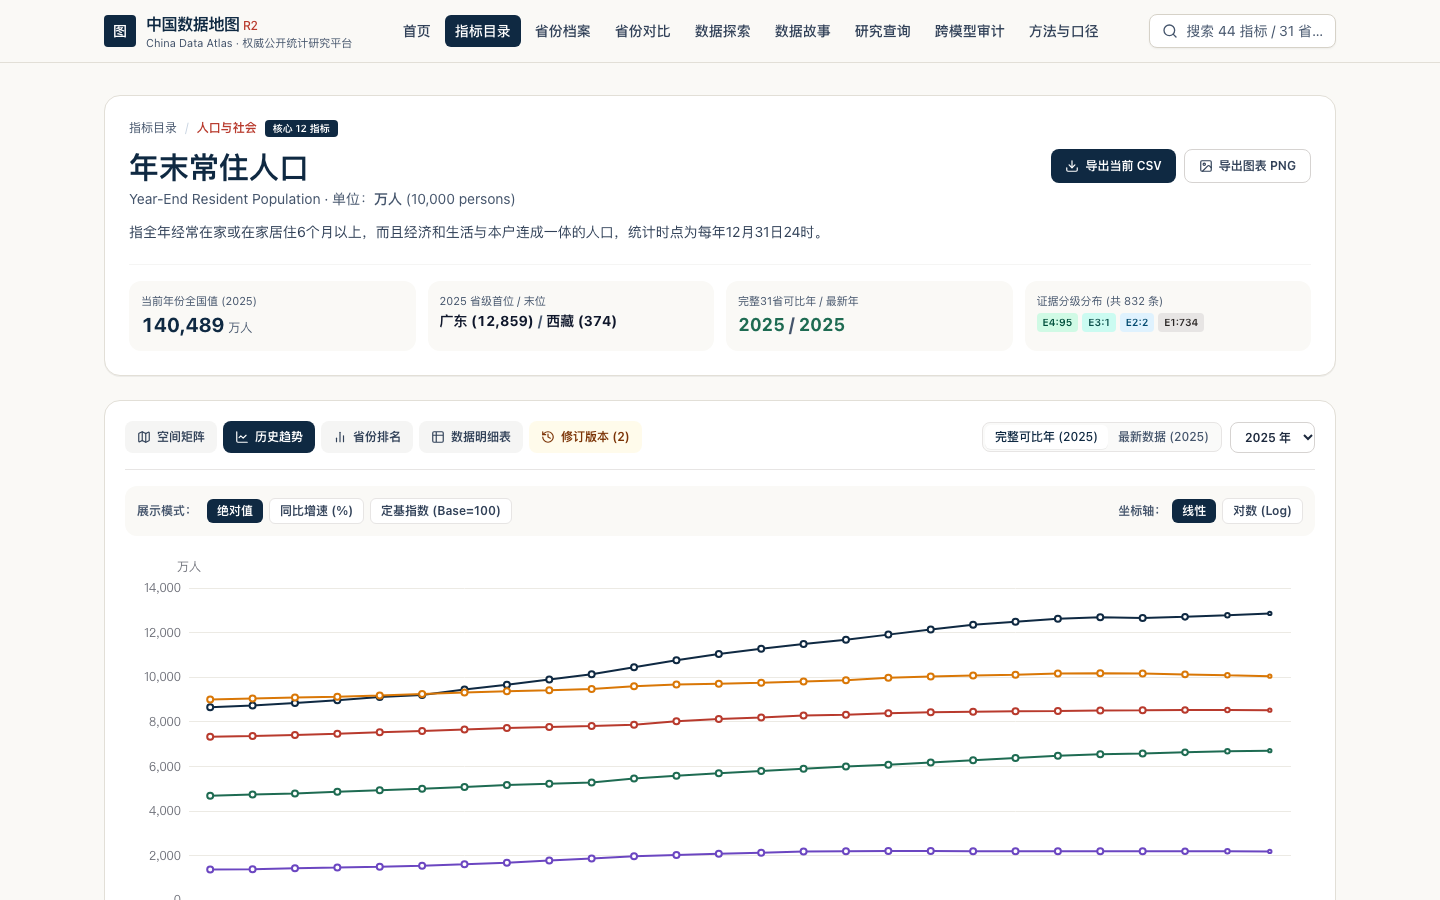 图
中国数据地图 R2
China Data Atlas · 权威公开统计研究平台
首页
指标目录
省份档案
省份对比
数据探索
数据故事
研究查询
跨模型审计
方法与口径
搜索 44 指标 / 31 省...
指标目录 / 人口与社会 核心 12 指标
年末常住人口
导出当前 CSV
导出图表 PNG
Year-End Resident Population · 单位：万人 (10,000 persons)
指全年经常在家或在家居住6个月以上，而且经济和生活与本户连成一体的人口，统计时点为每年12月31日24时。
当前年份全国值 (2025)
140,489 万人
2025 省级首位 / 末位
广东 (12,859) / 西藏 (374)
完整31省可比年 / 最新年
2025 / 2025
证据分级分布 (共 832 条)
E4:95 E3:1 E2:2 E1:734
空间矩阵
历史趋势
省份排名
数据明细表
修订版本 (2)
完整可比年 (2025)
最新数据 (2025)
2025 年
展示模式：
绝对值
同比增速 (%)
定基指数 (Base=100)
坐标轴：
线性
对数 (Log)
万人
14,000
12,000
10,000
8,000
6,000
4,000
2,000
0